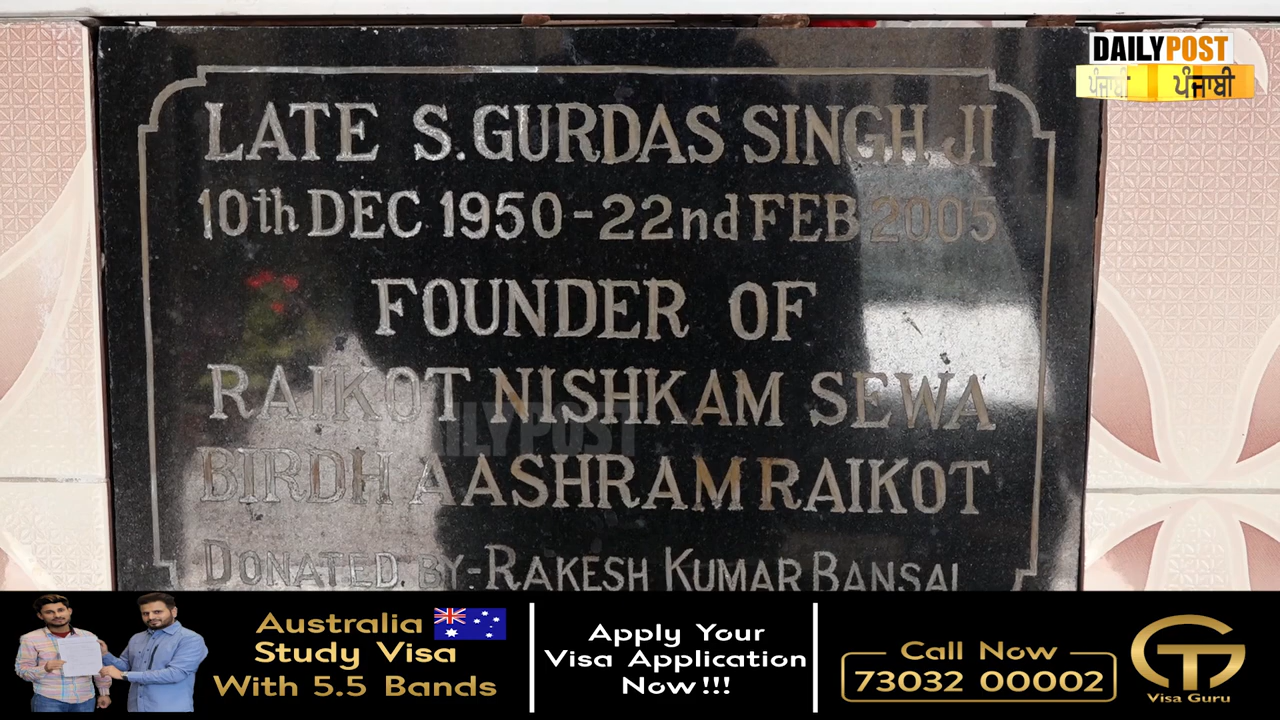 DAILYPOST
ਪੰਜਾਬੀ ਪੰਜਾਬੀ
LATE S. GURDAS SINGH JI
10th DEC 1950-22nd FEB 2005
FOUNDER OF
RAIKOT NISHKAM SEWA
BIRDH AASHRAM RAIKOT
DONATED. BY-RAKESH KUMAR BANSAL
DAILYPOST
Australia
Study Visa
With 5.5 Bands
Apply Your
Visa Application
Now!!!
Call Now
73032 00002
Visa Guru